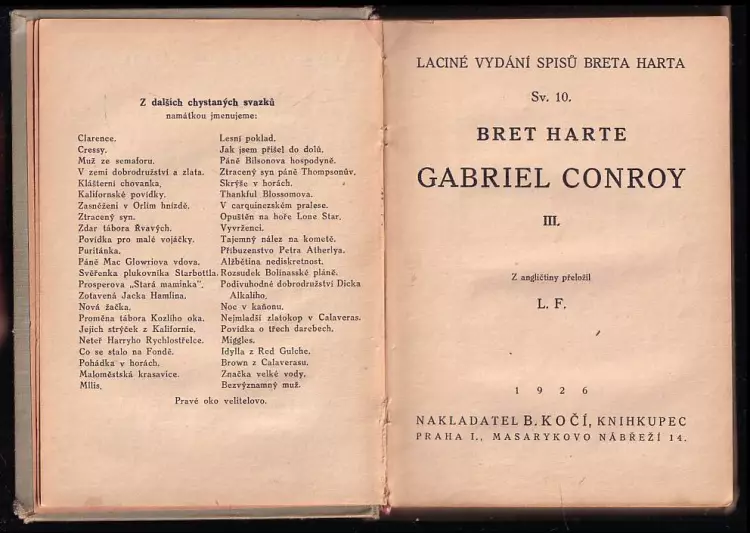 Z dalších chystaných svazků
namátkou jmenujeme:
Clarence.
Cressy.
Muž ze semaforu.
V zemi dobrodružství a zlata.
Klášterní chovanka.
Kalifornské povídky.
Zasněžení v Orlím hnízdě.
Ztracený syn.
Zdar tábora Řvavých.
Povídka pro malé vojáčky.
Puritánka.
Páně Mac Glowriova vdova.
Svěřenka plukovníka Starbottla.
Prosperova „Stará maminka".
Zotavená Jacka Hamlina.
Nová žačka.
Proměna tábora Kozlího oka.
Jejich strýček z Kalifornie.
Neteř Harryho Rychlostřelce.
Co se stalo na Fondě.
Pohádka v horách.
Maloměstská krasavice.
Mliss.
Lesní poklad.
Jak jsem přišel do dolů.
Páně Bilsonova hospodyně.
Ztracený syn páně Thompsonův.
Skrýše v horách.
Thankful Blossomova.
V carquinezském pralese.
Opuštěn na hoře Lone Star.
Vyvrženci.
Tajemný nález na kometě.
Příbuzenstvo Petra Atherlya.
Alžbětina nediskretnost.
Rozsudek Bolinasské pláně.
Podivuhodné dobrodružství Dicka
Alkaliho.
Noc v kaňonu.
Nejmladší zlatokop v Calaveras.
Povídka o třech darebech.
Miggles.
Idylla z Red Gulche.
Brown z Calaverasu.
Značka velké vody.
Bezvýznamný muž.
Pravé oko velitelovo.
LACINÉ VYDÁNÍ SPISŮ BRETA HARTA
Sv. 10.
BRET HARTE
GABRIEL CONROY
III.
Z angličtiny přeložil
L. F.
1926
NAKLADATEL B. KOČÍ, KNIHKUPEC
PRAHA I., MASARYKOVO NÁBŘEŽÍ 14.